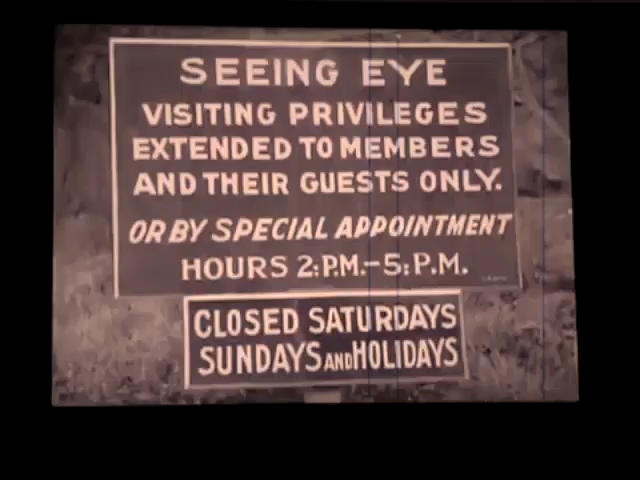 SEEING EYE
VISITING PRIVILEGES
EXTENDED TO MEMBERS
AND THEIR GUESTS ONLY.
OR BY SPECIAL APPOINTMENT
HOURS 2:P.M.-5:P.M.
CLOSED SATURDAYS
SUNDAYS AND HOLIDAYS